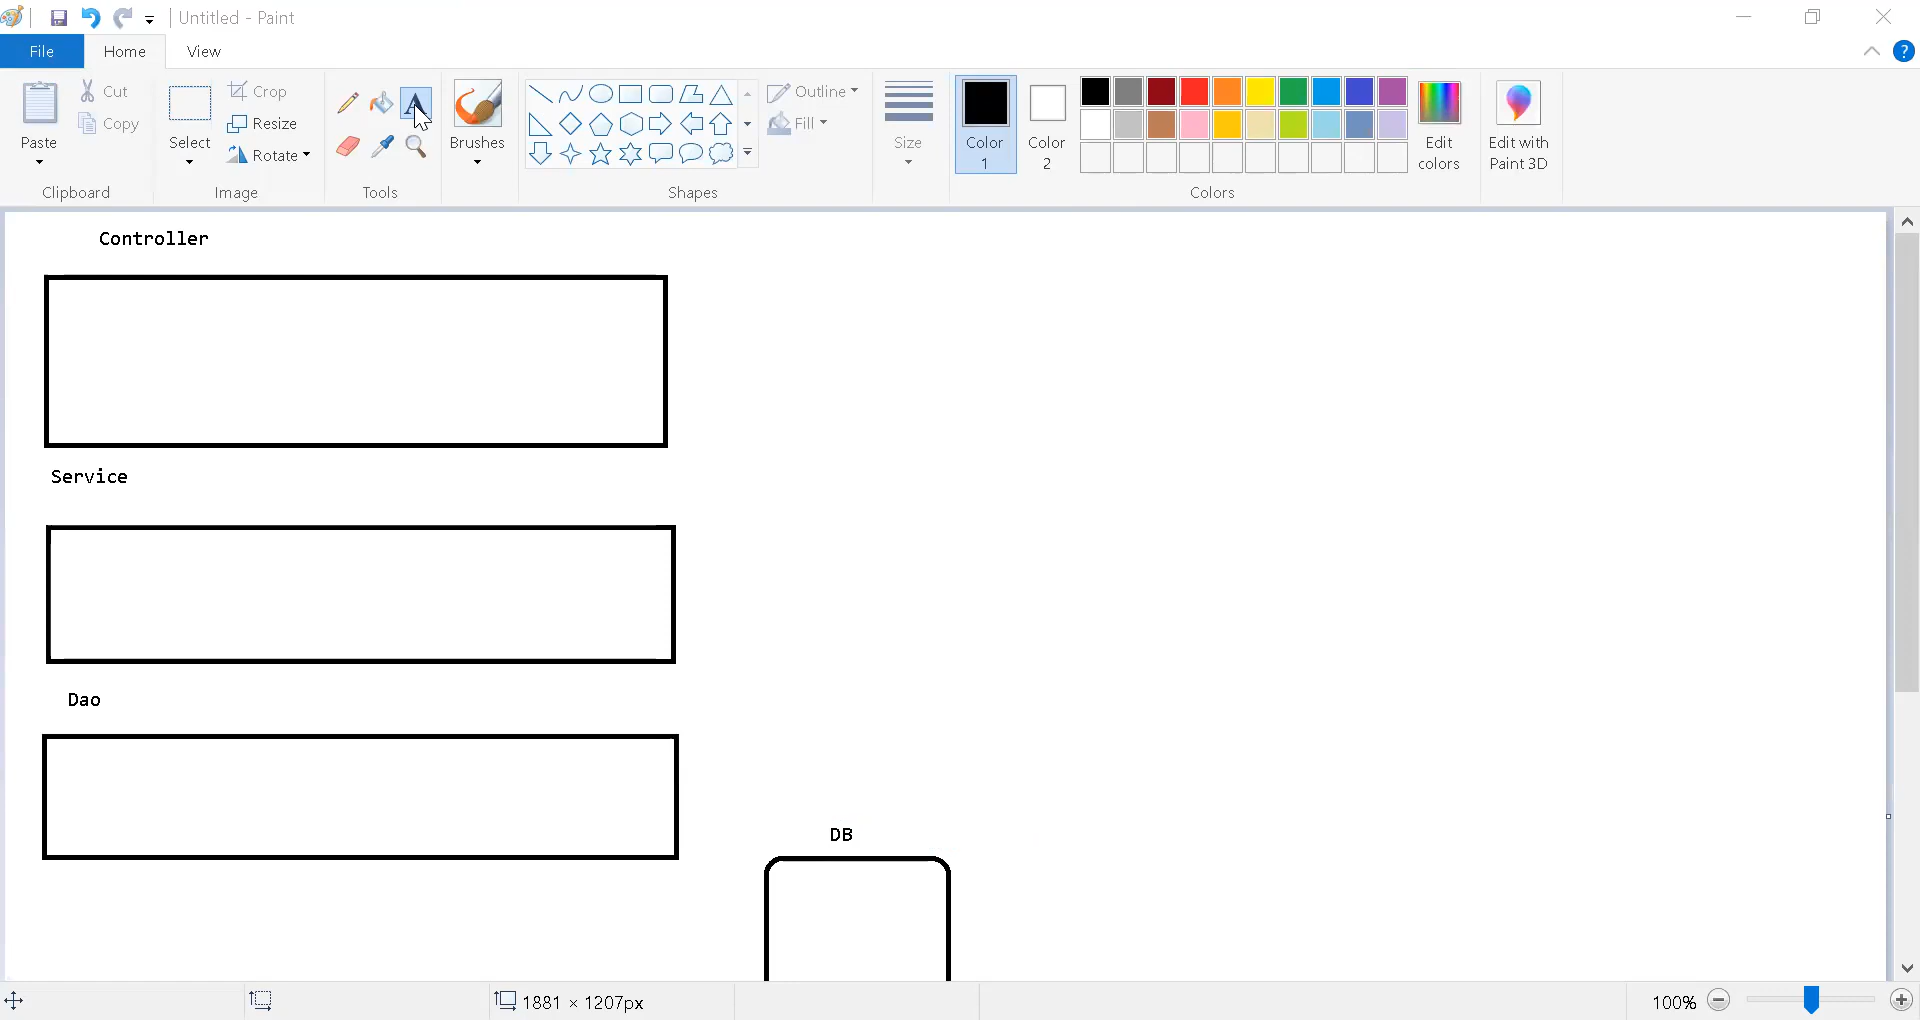 Untitled - Paint
File Home View
Paste
Cut
Copy
Clipboard
Select
Crop
Resize
Rotate
Image
A
Tools
Brushes
Shapes
Outline
Fill
Size
Color 1
Color 2
Colors
Edit colors
Edit with Paint 3D
?
Controller
Service
Dao
DB
1881 × 1207px
100%